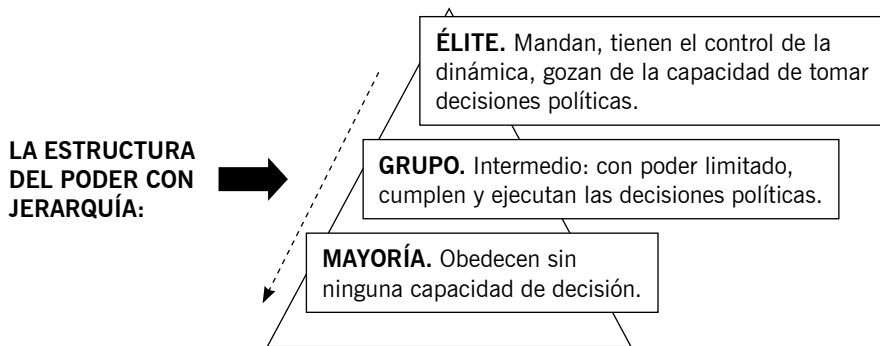 LA ESTRUCTURA
DEL PODER CON
JERARQUÍA:
ÉLITE. Mandan, tienen el control de la
dinámica, gozan de la capacidad de tomar
decisiones políticas.
GRUPO. Intermedio: con poder limitado,
cumplen y ejecutan las decisiones políticas.
MAYORÍA. Obedecen sin
ninguna capacidad de decisión.